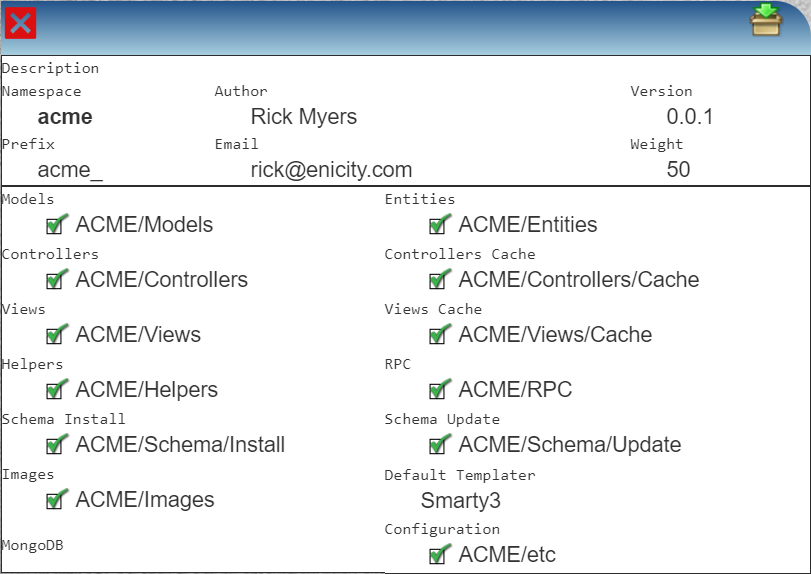 Description
Namespace Author Version
acme Rick Myers 0.0.1
Prefix Email Weight
acme_ rick@enicity.com 50
Models Entities
ACME/Models ACME/Entities
Controllers Controllers Cache
ACME/Controllers ACME/Controllers/Cache
Views Views Cache
ACME/Views ACME/Views/Cache
Helpers RPC
ACME/Helpers ACME/RPC
Schema Install Schema Update
ACME/Schema/Install ACME/Schema/Update
Images Default Templater
ACME/Images Smarty3
Configuration
MongoDB
ACME/etc